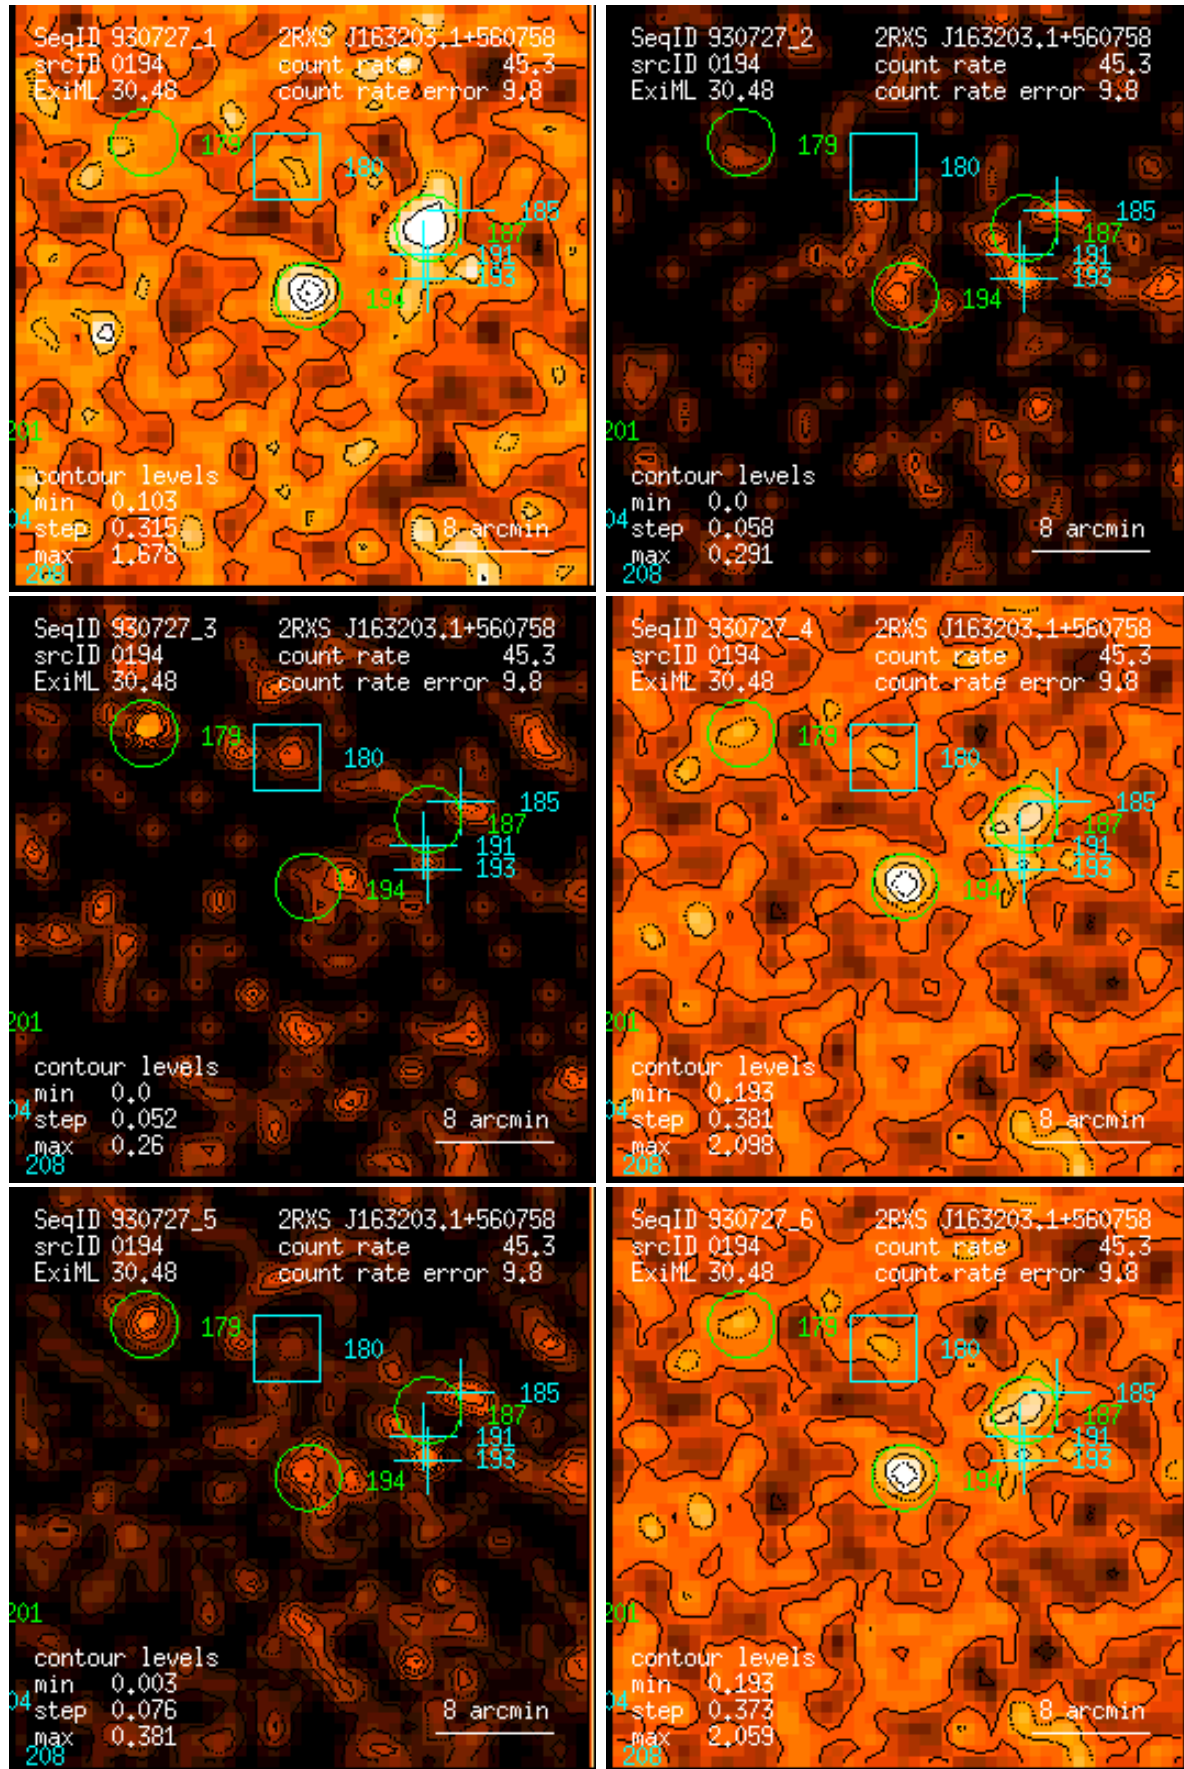 SeqID 930727_1 2RXS J163203.1+560758
srcID 0194 count rate 45.3
ExiML 30.48 count rate error 9.8
179
180
185
187
191
193
194
201
contour levels
min 0.103
04 step 0.315 8 arcmin
max 1.678
208
SeqID 930727_2 2RXS J163203.1+560758
srcID 0194 count rate 45.3
ExiML 30.48 count rate error 9.8
179
180
185
187
191
193
194
201
contour levels
min 0.0
04 step 0.058 8 arcmin
max 0.291
208
SeqID 930727_3 2RXS J163203.1+560758
srcID 0194 count rate 45.3
ExiML 30.48 count rate error 9.8
179
180
185
187
191
193
194
201
contour levels
min 0.0
04 step 0.052 8 arcmin
max 0.26
208
SeqID 930727_4 2RXS J163203.1+560758
srcID 0194 count rate 45.3
ExiML 30.48 count rate error 9.8
179
180
185
187
191
193
194
201
contour levels
min 0.193
04 step 0.381 8 arcmin
max 2.098
208
SeqID 930727_5 2RXS J163203.1+560758
srcID 0194 count rate 45.3
ExiML 30.48 count rate error 9.8
179
180
185
187
191
193
194
201
contour levels
min 0.003
04 step 0.076 8 arcmin
max 0.381
208
SeqID 930727_6 2RXS J163203.1+560758
srcID 0194 count rate 45.3
ExiML 30.48 count rate error 9.8
179
180
185
187
191
193
194
201
contour levels
min 0.193
04 step 0.373 8 arcmin
max 2.059
208